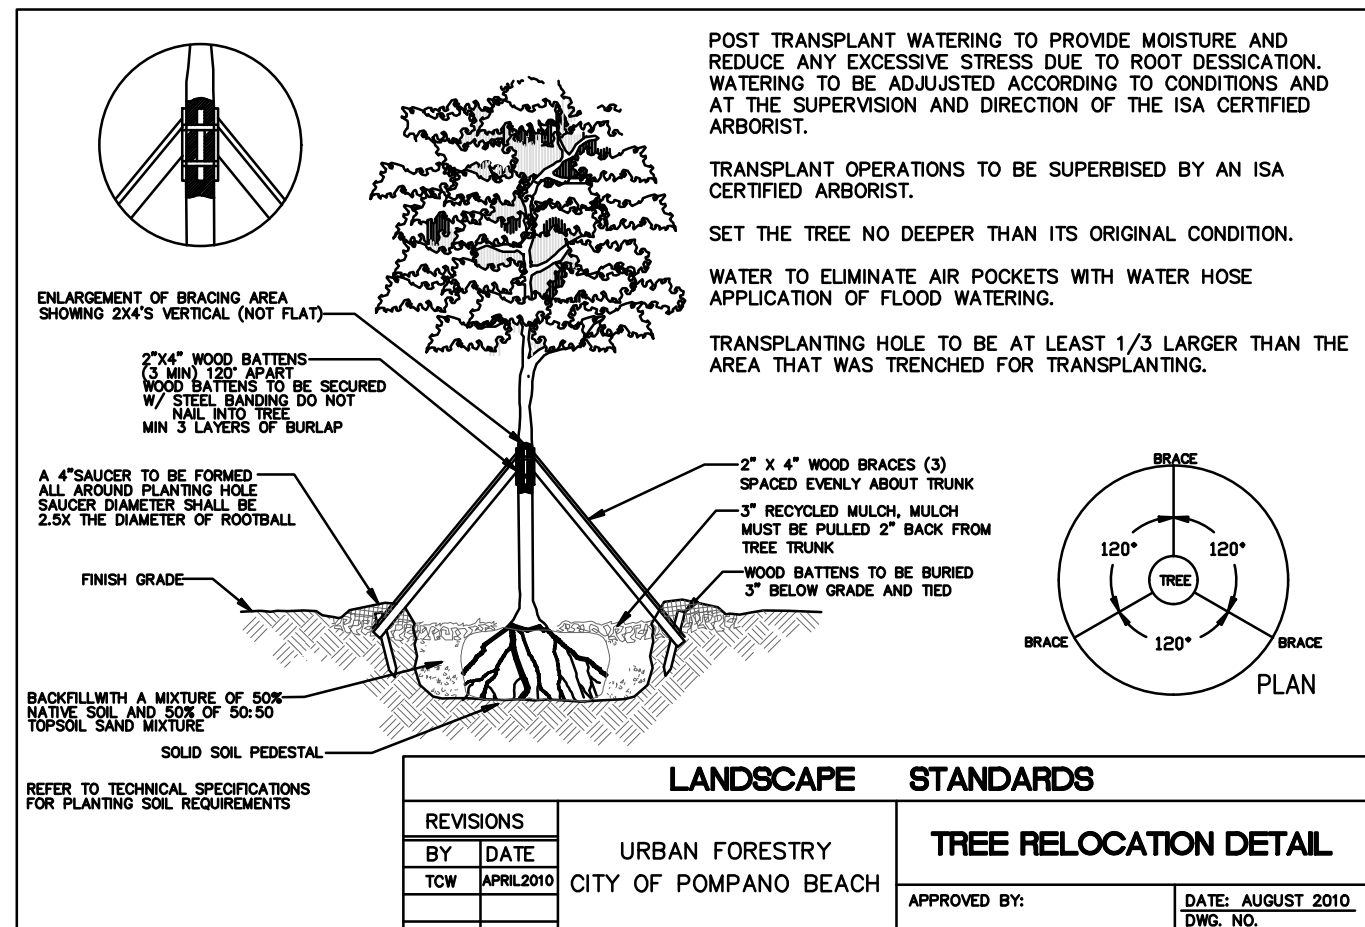 POST TRANSPLANT WATERING TO PROVIDE MOISTURE AND
REDUCE ANY EXCESSIVE STRESS DUE TO ROOT DESSICATION.
WATERING TO BE ADJUJSTED ACCORDING TO CONDITIONS AND
AT THE SUPERVISION AND DIRECTION OF THE ISA CERTIFIED
ARBORIST.
TRANSPLANT OPERATIONS TO BE SUPERBISED BY AN ISA
CERTIFIED ARBORIST.
SET THE TREE NO DEEPER THAN ITS ORIGINAL CONDITION.
WATER TO ELIMINATE AIR POCKETS WITH WATER HOSE
APPLICATION OF FLOOD WATERING.
TRANSPLANTING HOLE TO BE AT LEAST 1/3 LARGER THAN THE
AREA THAT WAS TRENCHED FOR TRANSPLANTING.
ENLARGEMENT OF BRACING AREA
SHOWING 2X4'S VERTICAL (NOT FLAT)
2"X4" WOOD BATTENS
(3 MIN) 120° APART
WOOD BATTENS TO BE SECURED
W/ STEEL BANDING DO NOT
NAIL INTO TREE
MIN 3 LAYERS OF BURLAP
A 4"SAUCER TO BE FORMED
ALL AROUND PLANTING HOLE
SAUCER DIAMETER SHALL BE
2.5X THE DIAMETER OF ROOTBALL
FINISH GRADE
BACKFILLWITH A MIXTURE OF 50%
NATIVE SOIL AND 50% OF 50:50
TOPSOIL SAND MIXTURE
SOLID SOIL PEDESTAL
REFER TO TECHNICAL SPECIFICATIONS
FOR PLANTING SOIL REQUIREMENTS
2" X 4" WOOD BRACES (3)
SPACED EVENLY ABOUT TRUNK
3" RECYCLED MULCH, MULCH
MUST BE PULLED 2" BACK FROM
TREE TRUNK
WOOD BATTENS TO BE BURIED
3" BELOW GRADE AND TIED
BRACE
120° 120°
TREE
120°
BRACE BRACE
PLAN
LANDSCAPE STANDARDS
REVISIONS
BY DATE
TCW APRIL2010
URBAN FORESTRY
CITY OF POMPANO BEACH
TREE RELOCATION DETAIL
APPROVED BY:
DATE: AUGUST 2010
DWG. NO.